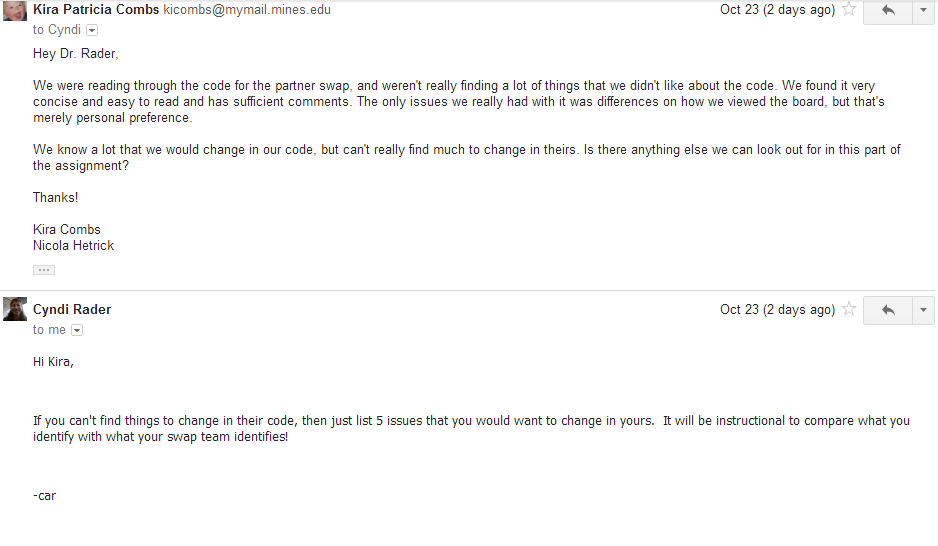 Kira Patricia Combs kicombs@mymail.mines.edu Oct 23 (2 days ago)
to Cyndi
Hey Dr. Rader,
We were reading through the code for the partner swap, and weren't really finding a lot of things that we didn't like about the code. We found it very
concise and easy to read and has sufficient comments. The only issues we really had with it was differences on how we viewed the board, but that's
merely personal preference.
We know a lot that we would change in our code, but can't really find much to change in theirs. Is there anything else we can look out for in this part of
the assignment?
Thanks!
Kira Combs
Nicola Hetrick
Cyndi Rader Oct 23 (2 days ago)
to me
Hi Kira,
If you can't find things to change in their code, then just list 5 issues that you would want to change in yours.  It will be instructional to compare what you
identify with what your swap team identifies!
-car